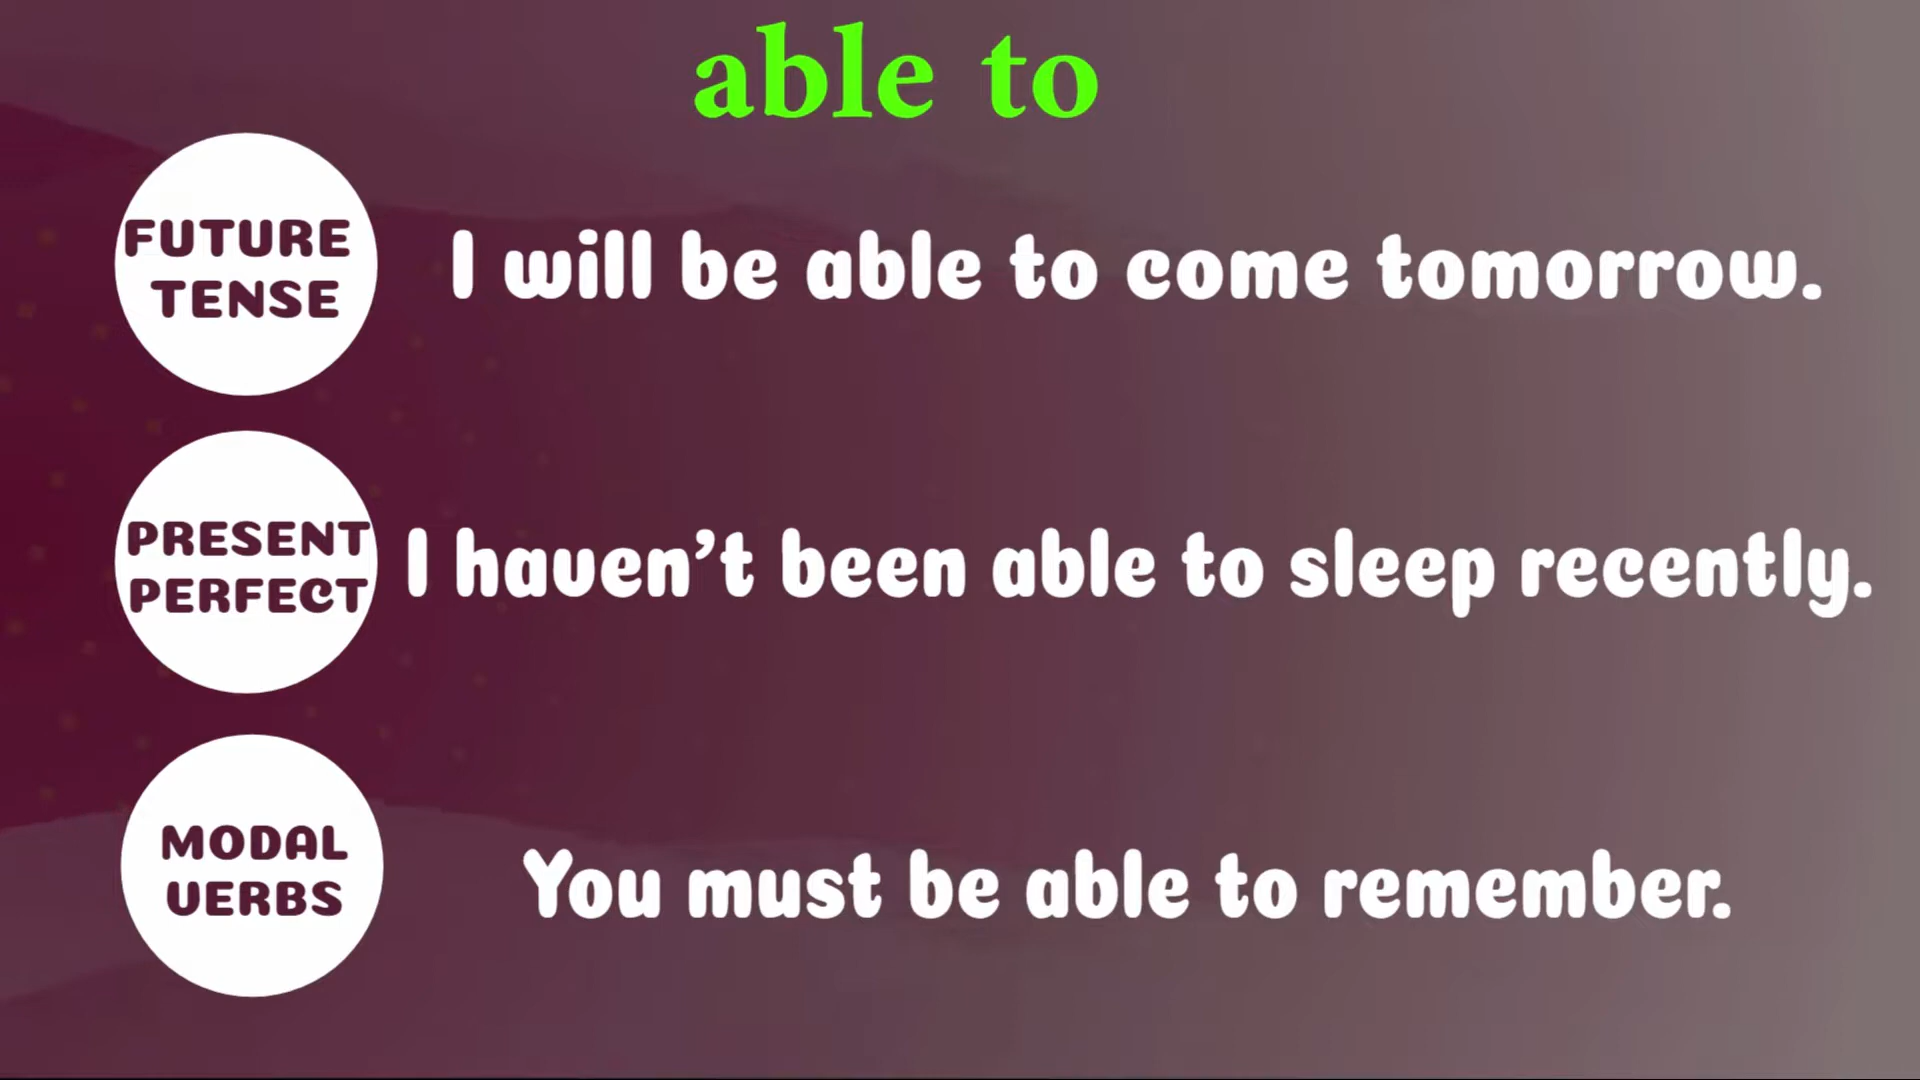 able to
FUTURE
TENSE
I will be able to come tomorrow.
PRESENT
PERFECT
I haven’t been able to sleep recently.
MODAL
VERBS
You must be able to remember.